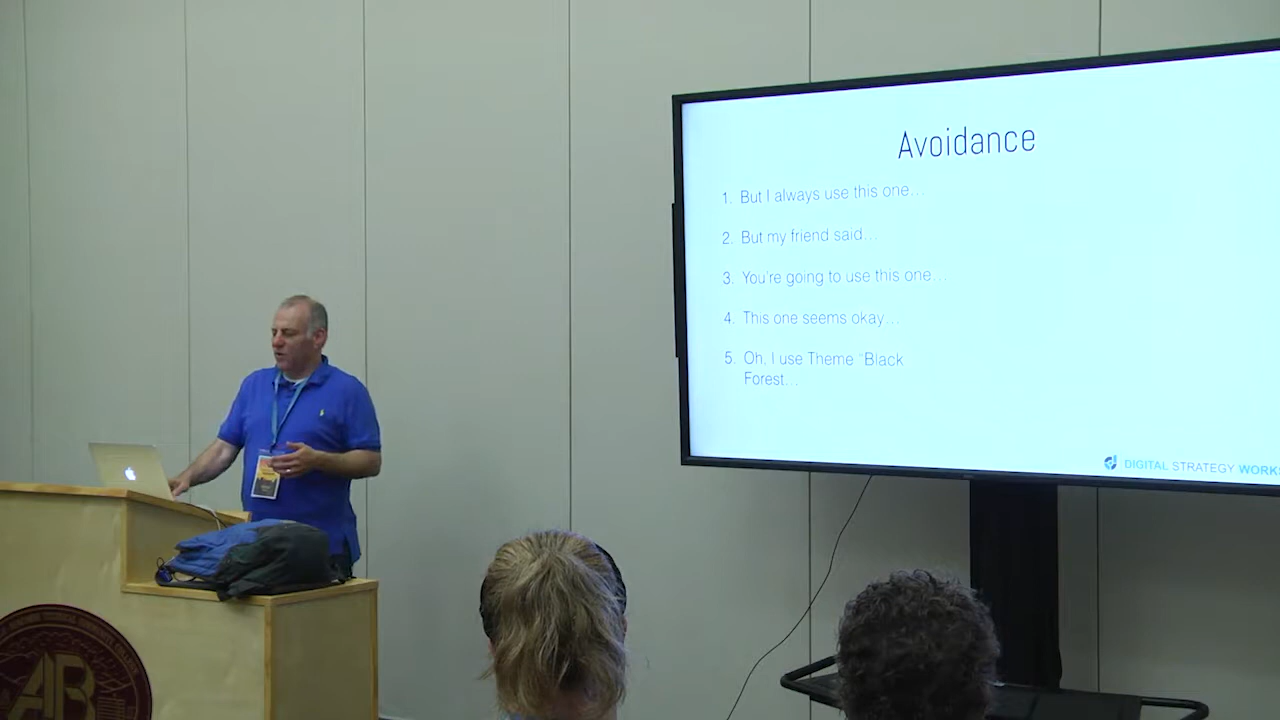 Avoidance
1. But I always use this one...
2. But my friend said...
3. You're going to use this one...
4. This one seems okay...
5. Oh, I use Theme "Black
Forest...
DIGITAL STRATEGY WORKS
AB